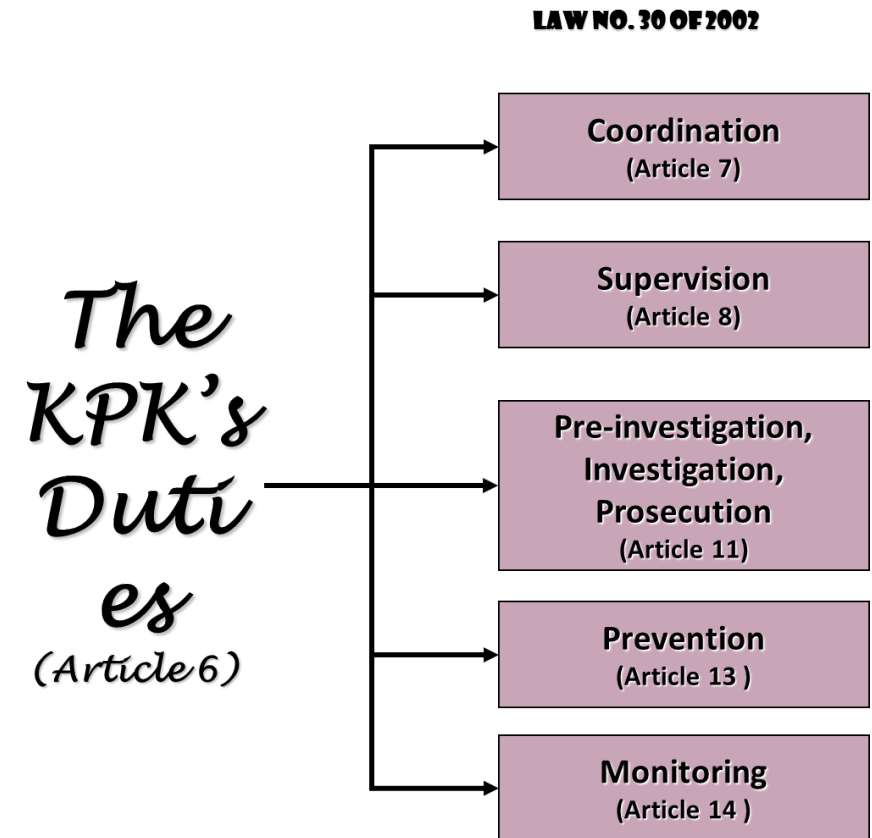 LAW NO. 30 OF 2002
The
KPK's
Duti
es
(Article 6)
Coordination
(Article 7)
Supervision
(Article 8)
Pre-investigation,
Investigation,
Prosecution
(Article 11)
Prevention
(Article 13 )
Monitoring
(Article 14 )